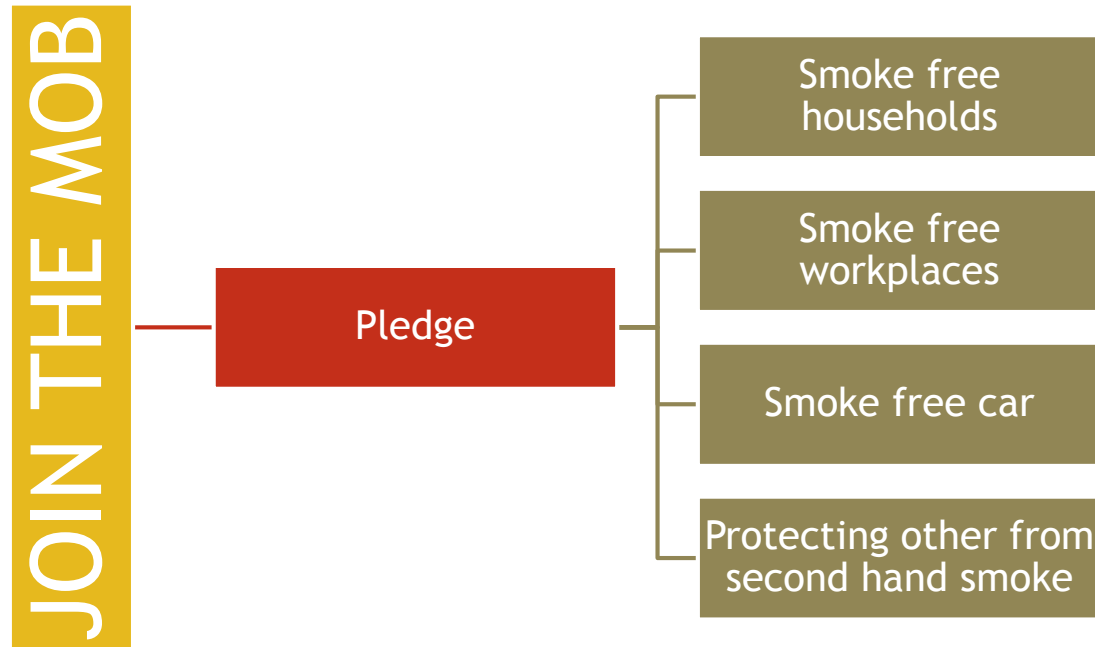 JOIN THE MOB
Pledge
Smoke free
households
Smoke free
workplaces
Smoke free car
Protecting other from
second hand smoke